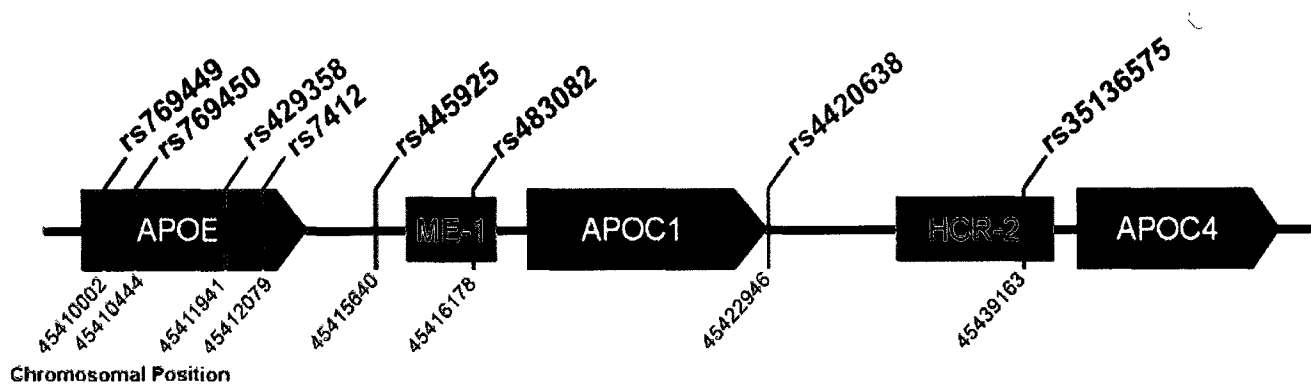 rs769449
rs769450
rs429358
rs7412
rs445925
rs483082
rs4420638
rs35136575
APOE
ME-1
APOC1
HCR-2
APOC4
45410002
45410444
45411941
45412079
45415640
45416178
45422946
45439163
Chromosomal Position